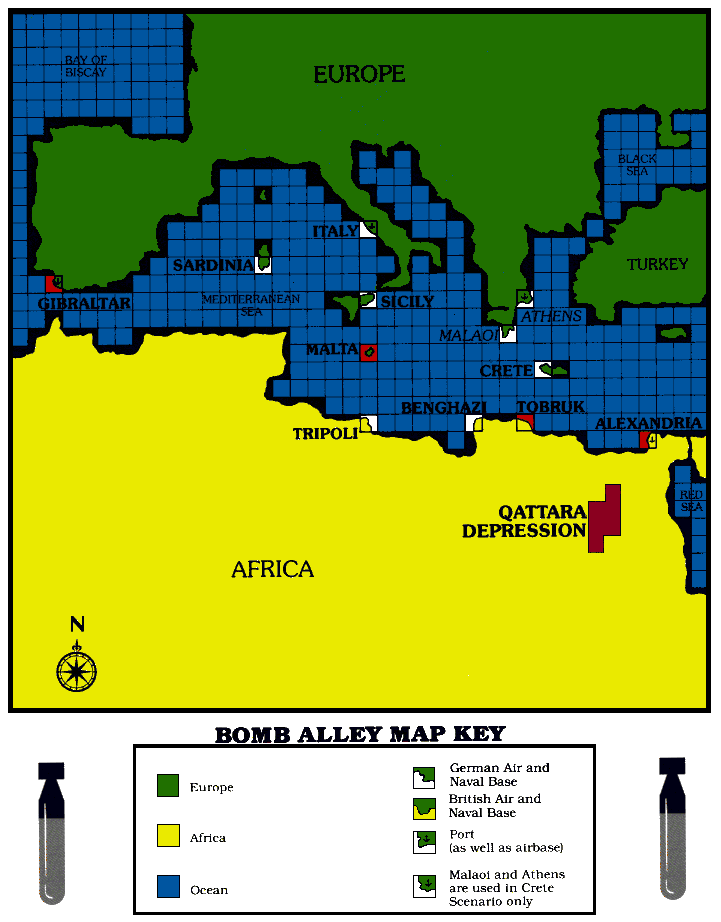 BAY OF
BISCAY
EUROPE
BLACK
SEA
ITALY
SARDINIA
TURKEY
GIBRALTAR
MEDITERRANEAN
SEA
SICILY
ATHENS
MALAOI
MALTA
CRETE
BENGHAZI
TOBRUK
ALEXANDRIA
TRIPOLI
RED
SEA
QATTARA
DEPRESSION
AFRICA
N
BOMB ALLEY MAP KEY
Europe
Africa
Ocean
German Air and
Naval Base
British Air and
Naval Base
Port
(as well as airbase)
Malaoi and Athens
are used in Crete
Scenario only